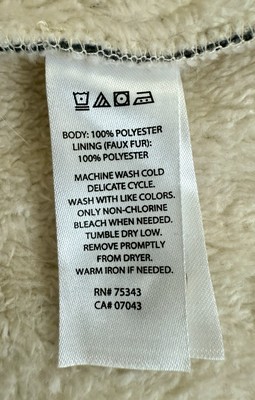 BODY: 100% POLYESTER
LINING (FAUX FUR):
100% POLYESTER
MACHINE WASH COLD
DELICATE CYCLE.
WASH WITH LIKE COLORS.
ONLY NON-CHLORINE
BLEACH WHEN NEEDED.
TUMBLE DRY LOW.
REMOVE PROMPTLY
FROM DRYER.
WARM IRON IF NEEDED.
RN# 75343
CA# 07043